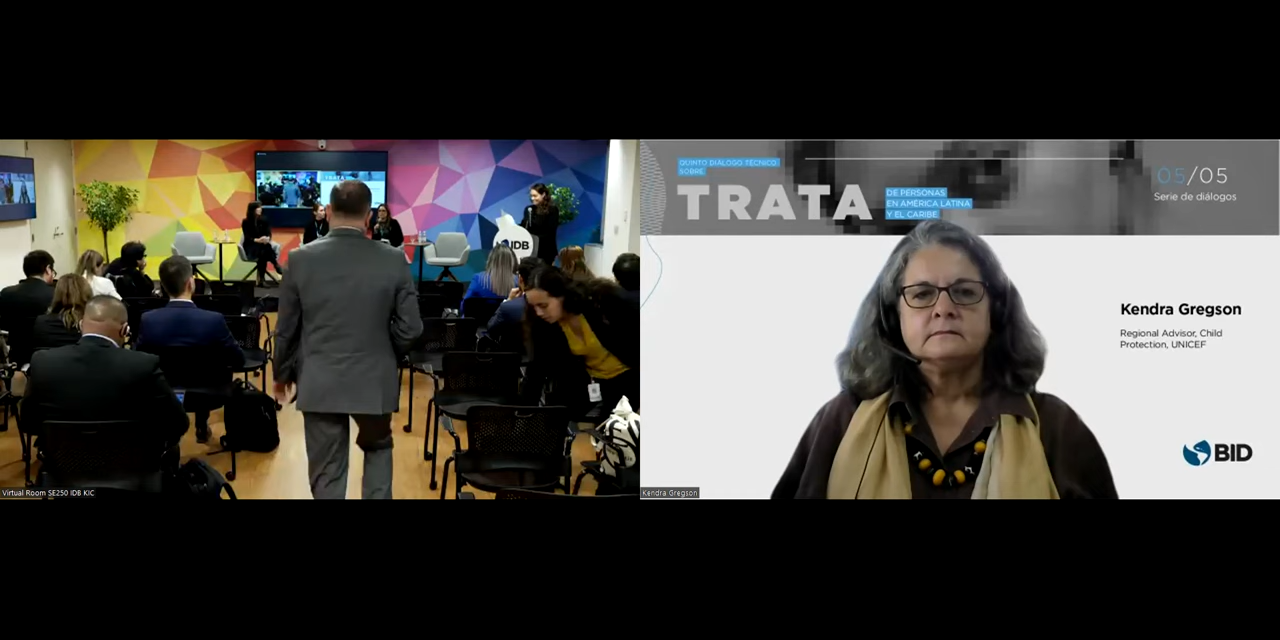 TRATA
IDB
Virtual Room SE250 IDB KIC
QUINTO DIÁLOGO TÉCNICO
SOBRE
TRATA
DE PERSONAS
EN AMÉRICA LATINA
Y EL CARIBE
05/05
Serie de diálogos
Kendra Gregson
Regional Advisor, Child
Protection, UNICEF
BID
Kendra Gregson